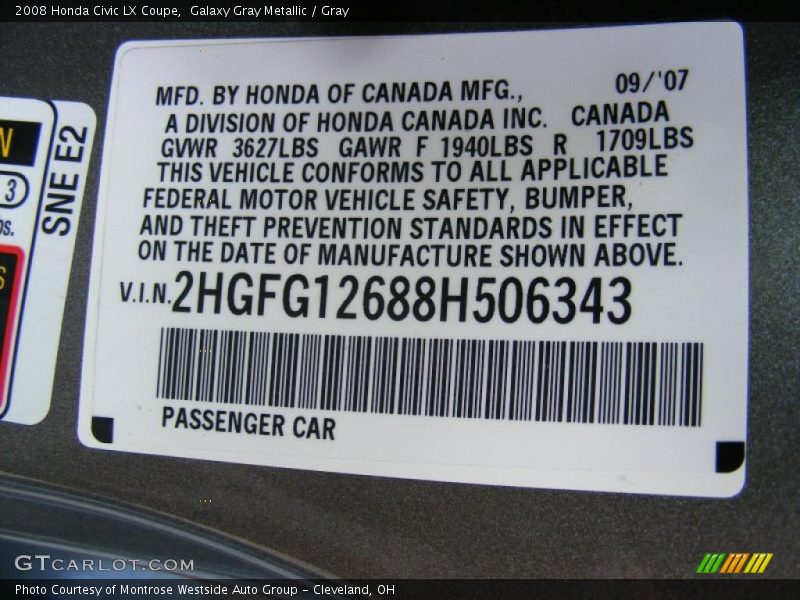 2008 Honda Civic LX Coupe,  Galaxy Gray Metallic / Gray
MFD. BY HONDA OF CANADA MFG., 09/'07
A DIVISION OF HONDA CANADA INC. CANADA
GVWR 3627LBS GAWR F 1940LBS R 1709LBS
THIS VEHICLE CONFORMS TO ALL APPLICABLE
FEDERAL MOTOR VEHICLE SAFETY, BUMPER,
AND THEFT PREVENTION STANDARDS IN EFFECT
ON THE DATE OF MANUFACTURE SHOWN ABOVE.
V.I.N. 2HGFG12688H506343
PASSENGER CAR
N
3
bs.
S
SNE E2
GTCARLOT.COM
Photo Courtesy of Montrose Westside Auto Group - Cleveland, OH